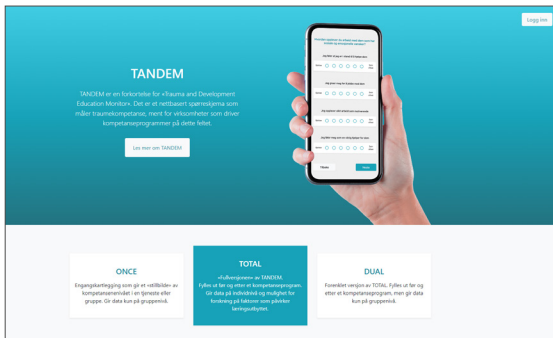 Logg inn
TANDEM
TANDEM er en forkortelse for «Trauma and Development
Education Monitor». Det er et nettbasert spørreskjema som
måler traumekompetanse, ment for virksomheter som driver
kompetanseprogrammer på dette feltet.
Les mer om TANDEM
Tilbake
Neste
ONCE
Engangskartlegging som gir et «stillbilde» av
kompetansenivået i en tjeneste eller
gruppe. Gir data kun på gruppenivå.
TOTAL
«Fullversjonen» av TANDEM.
Fylles ut før og etter et kompetanseprogram.
Gir data på individnivå og mulighet for
forskning på faktorer som påvirker
læringsutbyttet.
DUAL
Forenklet versjon av TOTAL. Fylles ut før og
etter et kompetanseprogram, men gir data
kun på gruppenivå.